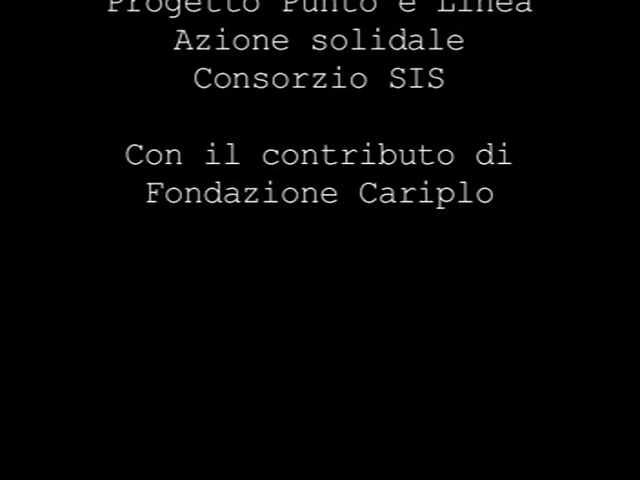 Progetto Punto e Linea
Azione solidale
Consorzio SIS
Con il contributo di
Fondazione Cariplo